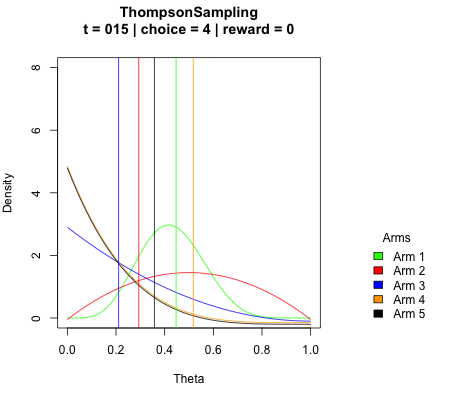 ThompsonSampling
t = 015 | choice = 4 | reward = 0
Density
8
6
4
2
0
0.0 0.2 0.4 0.6 0.8 1.0
Theta
Arms
Arm 1
Arm 2
Arm 3
Arm 4
Arm 5